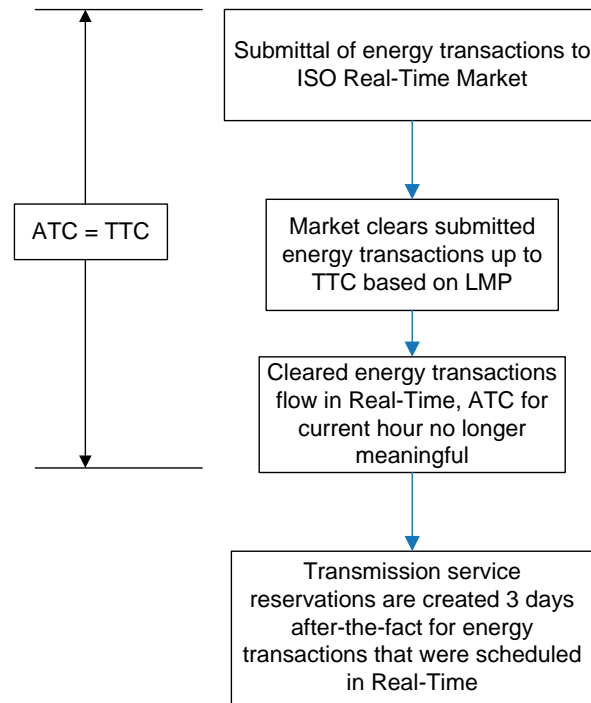 Submittal of energy transactions to
ISO Real-Time Market
ATC = TTC
Market clears submitted
energy transactions up to
TTC based on LMP
Cleared energy transactions
flow in Real-Time, ATC for
current hour no longer
meaningful
Transmission service
reservations are created 3 days
after-the-fact for energy
transactions that were scheduled
in Real-Time